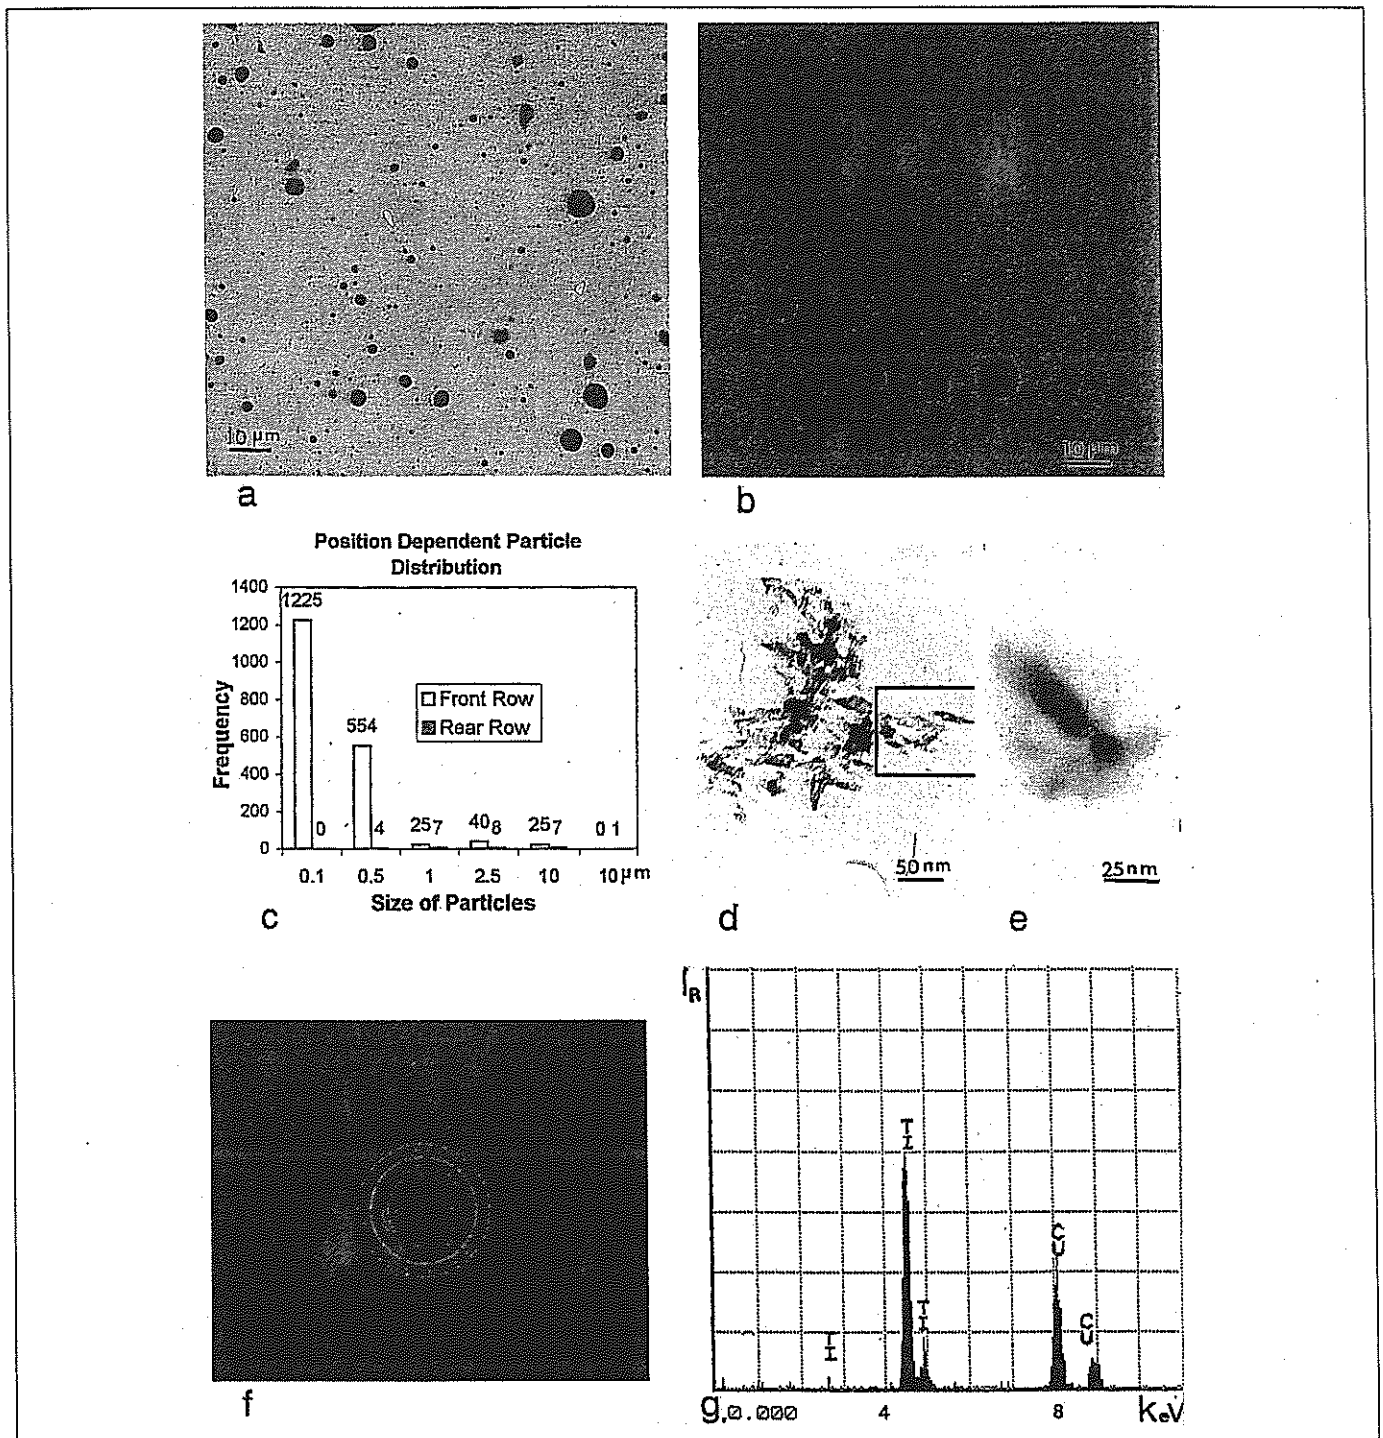 10 µm
10 µm
a
b
Position Dependent Particle
Distribution
1400
1200
1000
800
600
400
200
0
Frequency
1225
0
554
4
25 7
40 8
25 7
0 1
Front Row
Rear Row
0.1 0.5 1 2.5 10 10 µm
Size of Particles
c
50 nm
25 nm
d
e
f
I R
TI
TI
TI
CU
CU
g 0.000 4 8 KeV